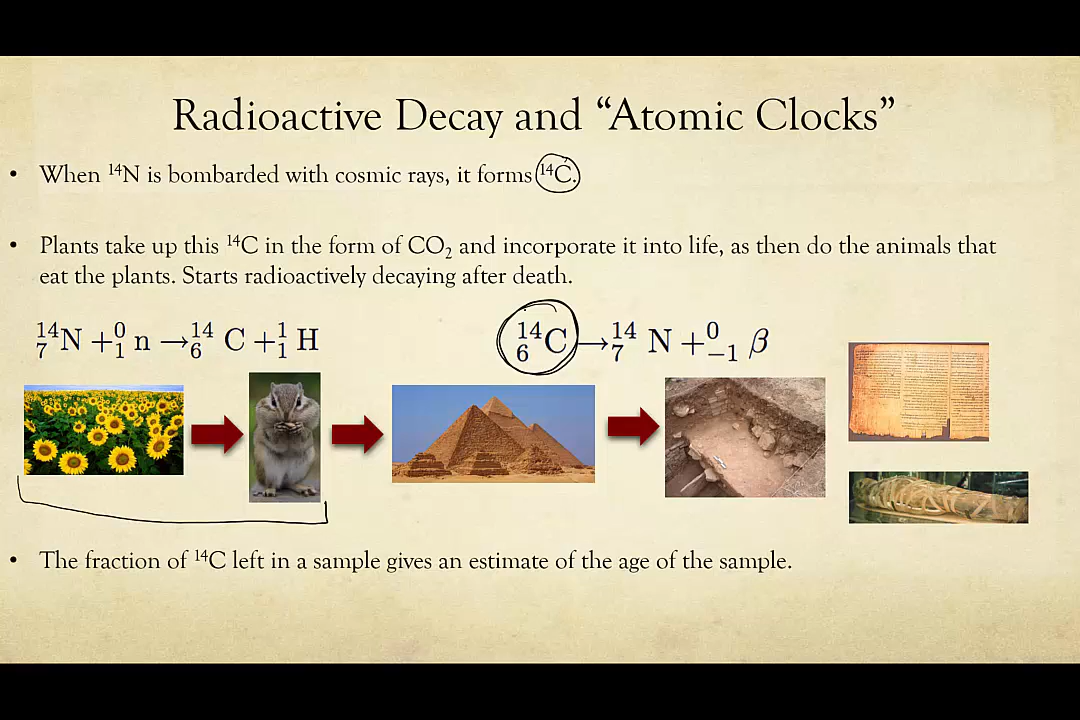 Radioactive Decay and “Atomic Clocks”
• When ¹⁴N is bombarded with cosmic rays, it forms ¹⁴C.
• Plants take up this ¹⁴C in the form of CO₂ and incorporate it into life, as then do the animals that
eat the plants. Starts radioactively decaying after death.
¹⁴₇N + ⁰₁n → ¹⁴₆C + ¹₁H
¹⁴₆C → ¹⁴₇N + ⁰₋₁β
• The fraction of ¹⁴C left in a sample gives an estimate of the age of the sample.